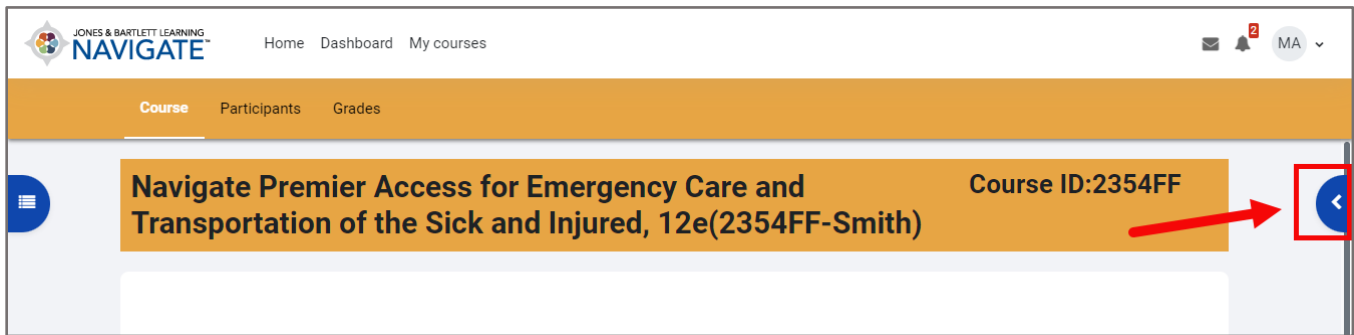 JONES & BARTLETT LEARNING
NAVIGATE™
Home Dashboard My courses
2
MA
Course Participants Grades
Navigate Premier Access for Emergency Care and
Transportation of the Sick and Injured, 12e(2354FF-Smith)
Course ID:2354FF